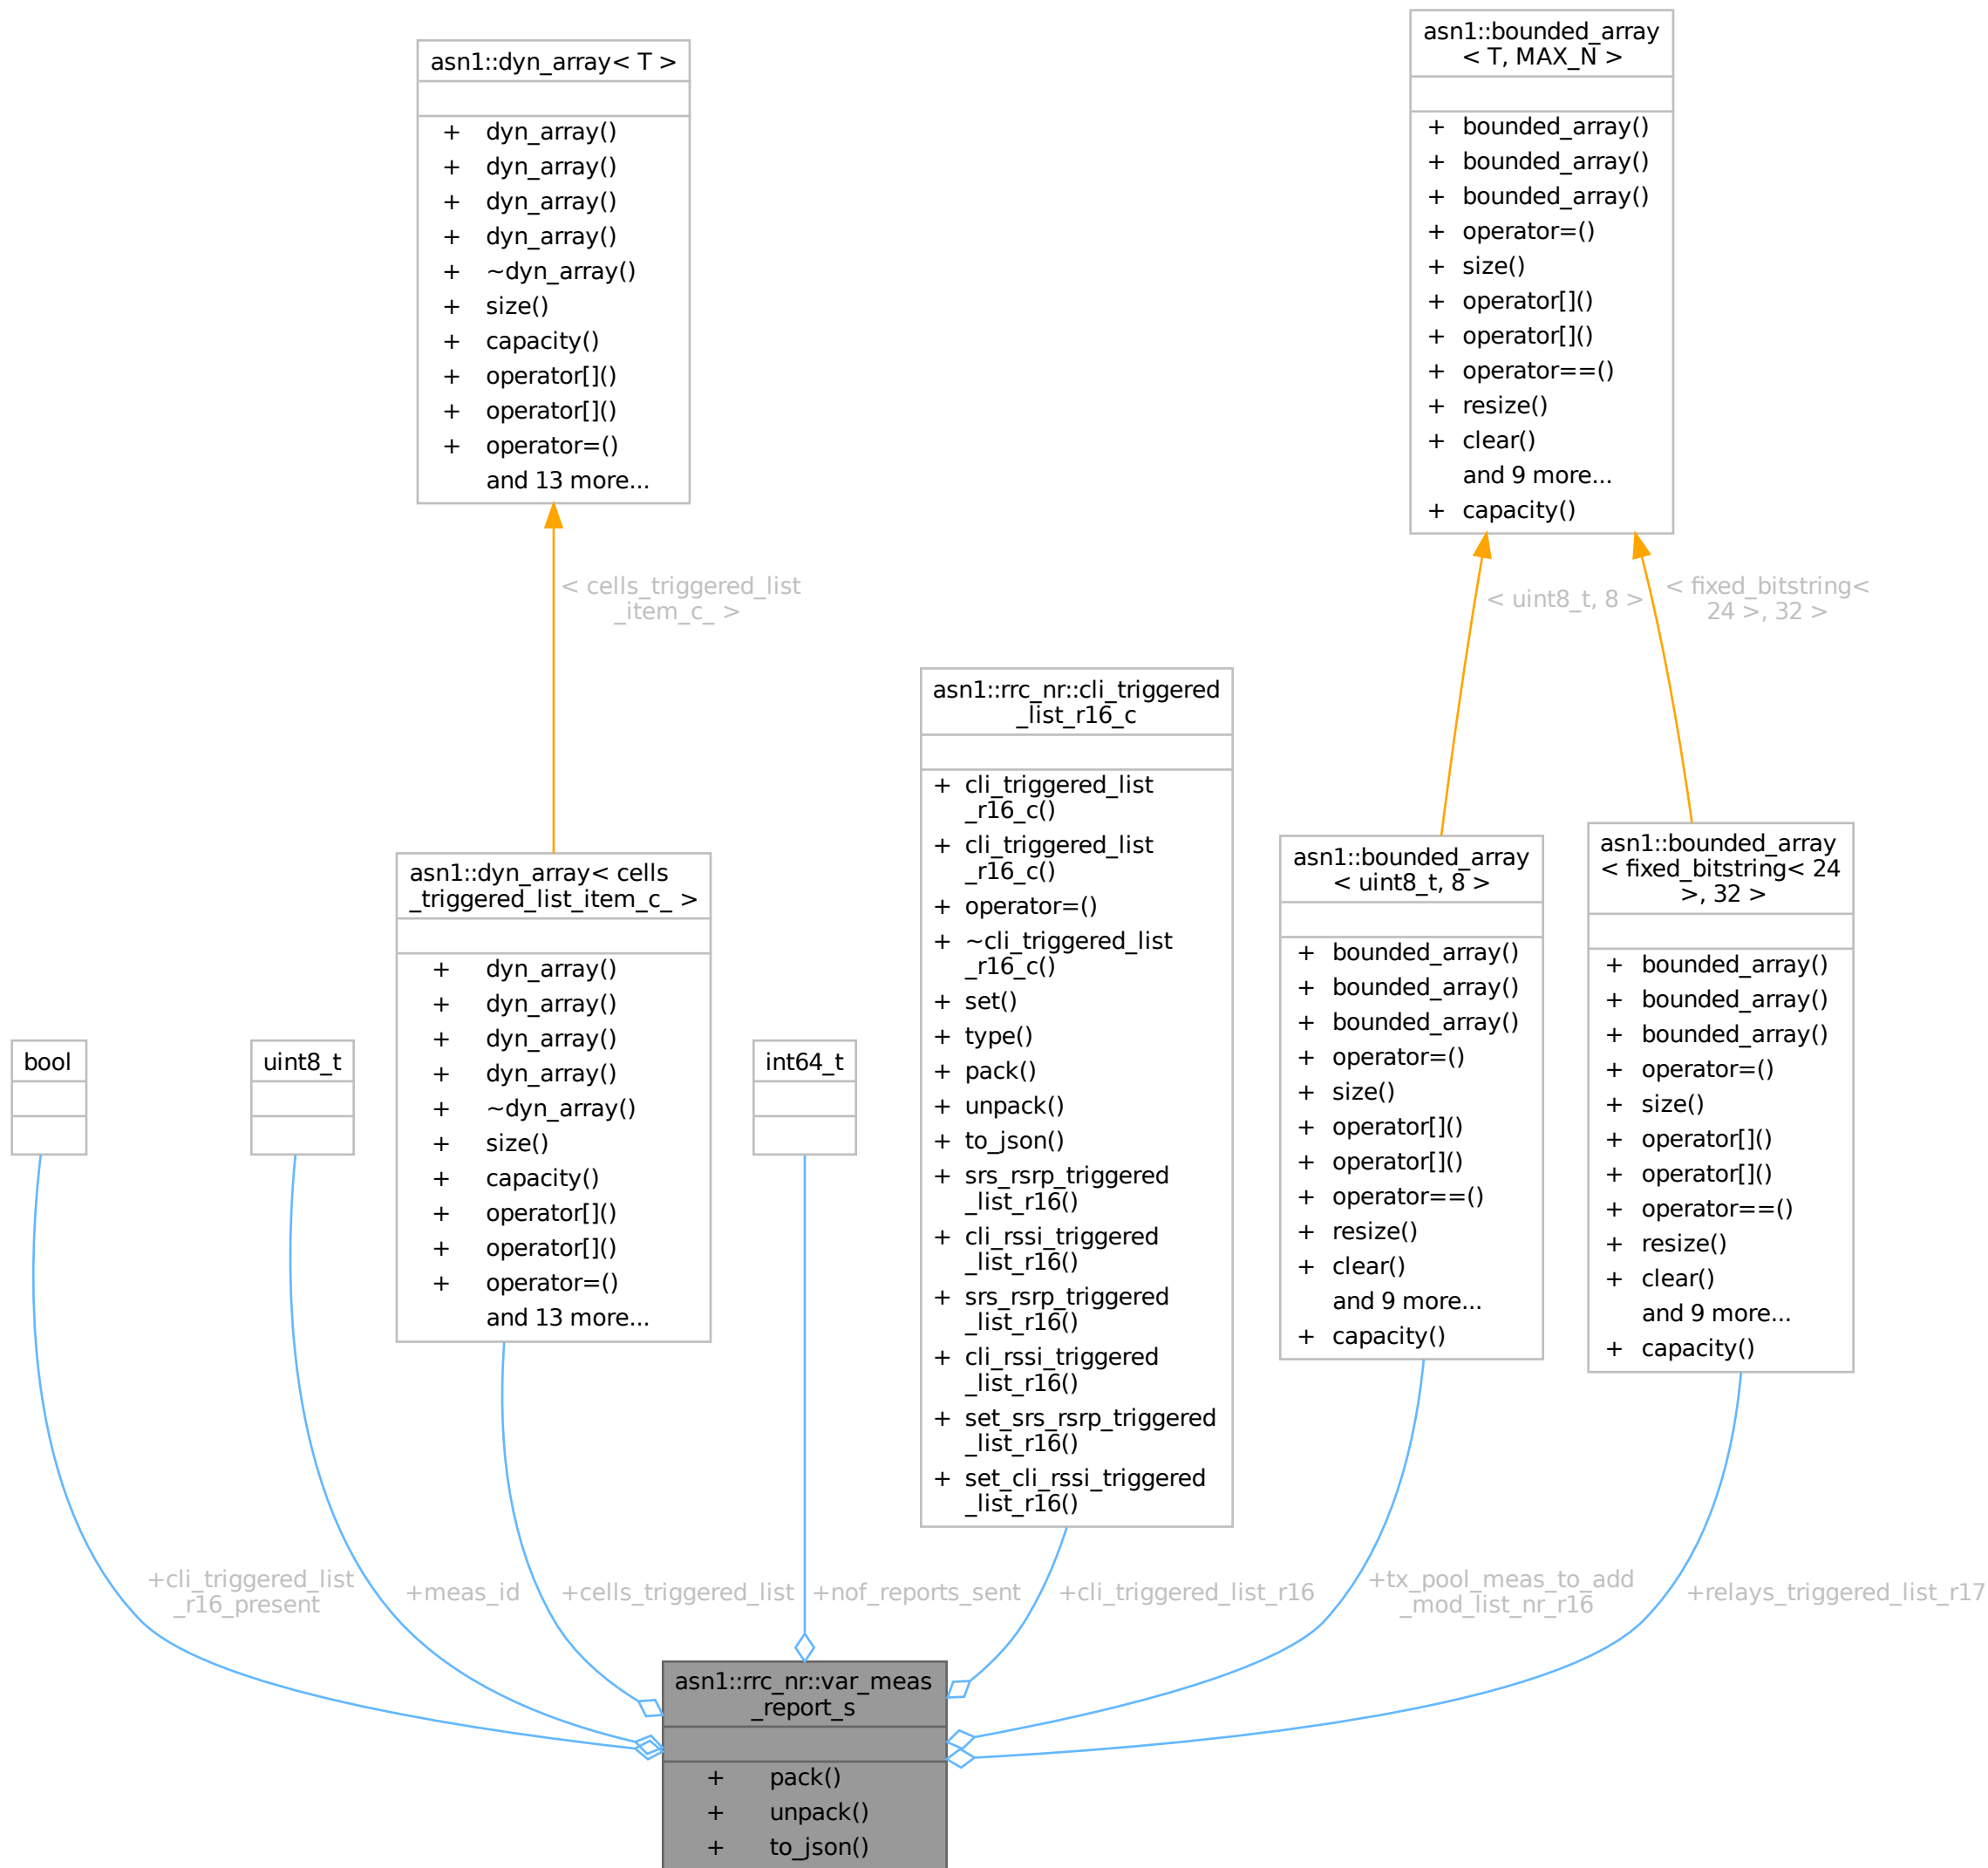 asn1::dyn_array< T >
+ dyn_array()
+ dyn_array()
+ dyn_array()
+ dyn_array()
+ ~dyn_array()
+ size()
+ capacity()
+ operator[]()
+ operator[]()
+ operator=()
and 13 more...
asn1::bounded_array
< T, MAX_N >
+ bounded_array()
+ bounded_array()
+ bounded_array()
+ operator=()
+ size()
+ operator[]()
+ operator[]()
+ operator==()
+ resize()
+ clear()
and 9 more...
+ capacity()
< cells_triggered_list
_item_c_ >
< uint8_t, 8 >
< fixed_bitstring<
24 >, 32 >
bool
uint8_t
asn1::dyn_array< cells
_triggered_list_item_c_ >
+ dyn_array()
+ dyn_array()
+ dyn_array()
+ dyn_array()
+ ~dyn_array()
+ size()
+ capacity()
+ operator[]()
+ operator[]()
+ operator=()
and 13 more...
int64_t
asn1::rrc_nr::cli_triggered
_list_r16_c
+ cli_triggered_list
_r16_c()
+ cli_triggered_list
_r16_c()
+ operator=()
+ ~cli_triggered_list
_r16_c()
+ set()
+ type()
+ pack()
+ unpack()
+ to_json()
+ srs_rsrp_triggered
_list_r16()
+ cli_rssi_triggered
_list_r16()
+ srs_rsrp_triggered
_list_r16()
+ cli_rssi_triggered
_list_r16()
+ set_srs_rsrp_triggered
_list_r16()
+ set_cli_rssi_triggered
_list_r16()
asn1::bounded_array
< uint8_t, 8 >
+ bounded_array()
+ bounded_array()
+ bounded_array()
+ operator=()
+ size()
+ operator[]()
+ operator[]()
+ operator==()
+ resize()
+ clear()
and 9 more...
+ capacity()
asn1::bounded_array
< fixed_bitstring< 24
>, 32 >
+ bounded_array()
+ bounded_array()
+ bounded_array()
+ operator=()
+ size()
+ operator[]()
+ operator[]()
+ operator==()
+ resize()
+ clear()
and 9 more...
+ capacity()
+cli_triggered_list
_r16_present
+meas_id
+cells_triggered_list
+nof_reports_sent
+cli_triggered_list_r16
+tx_pool_meas_to_add
_mod_list_nr_r16
+relays_triggered_list_r17
asn1::rrc_nr::var_meas
_report_s
+ pack()
+ unpack()
+ to_json()